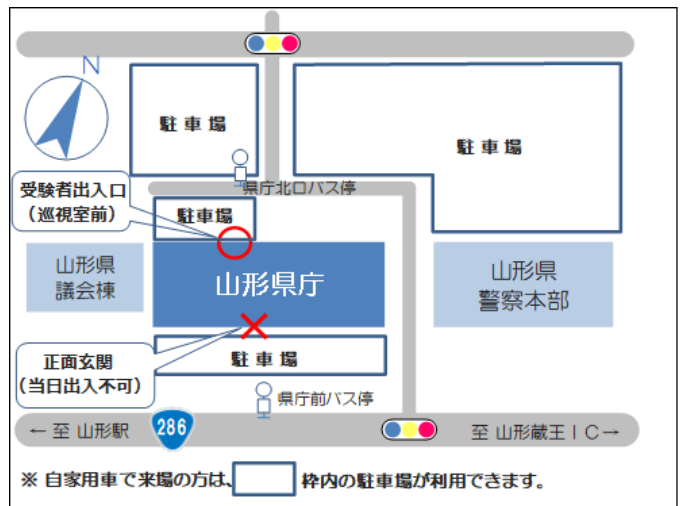 N
駐車場
駐車場
県庁北口バス停
受験者出入口
（巡視室前）
駐車場
山形県
議会棟
山形県庁
山形県
警察本部
正面玄関
（当日出入不可）
駐車場
県庁前バス停
← 至 山形駅
286
至 山形蔵王ＩＣ→
※ 自家用車で来場の方は、 枠内の駐車場が利用できます。